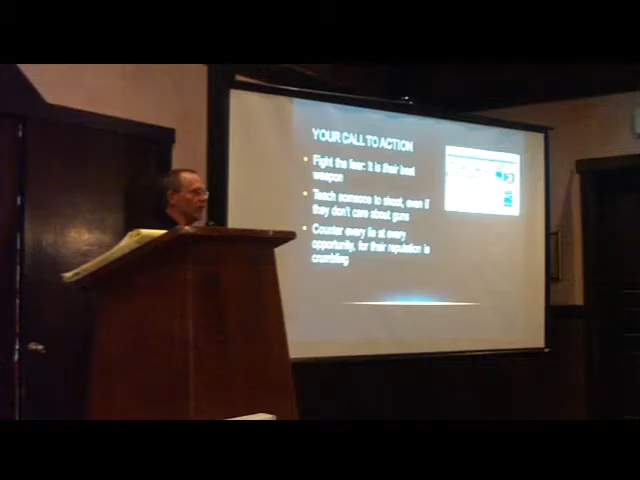 YOUR CALL TO ACTION
Fight the fear: It is their best
weapon
Teach someone to shoot, even if
they don't care about guns
Counter every lie at every
opportunity, for their reputation is
crumbling